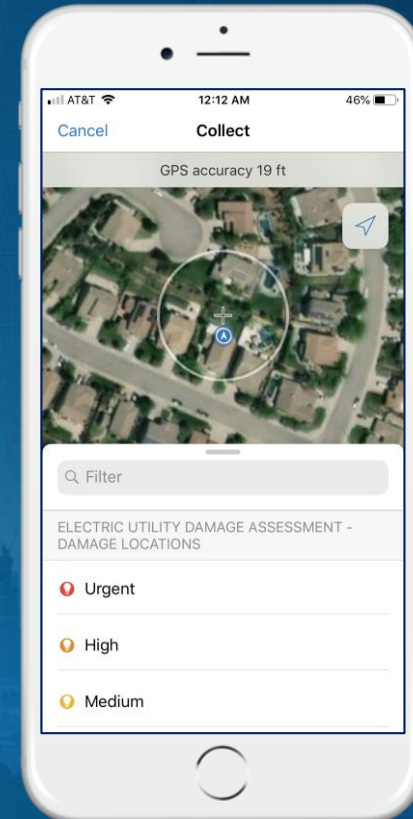 AT&T 12:12 AM 46%
Cancel Collect
GPS accuracy 19 ft
Filter
ELECTRIC UTILITY DAMAGE ASSESSMENT -
DAMAGE LOCATIONS
Urgent
High
Medium